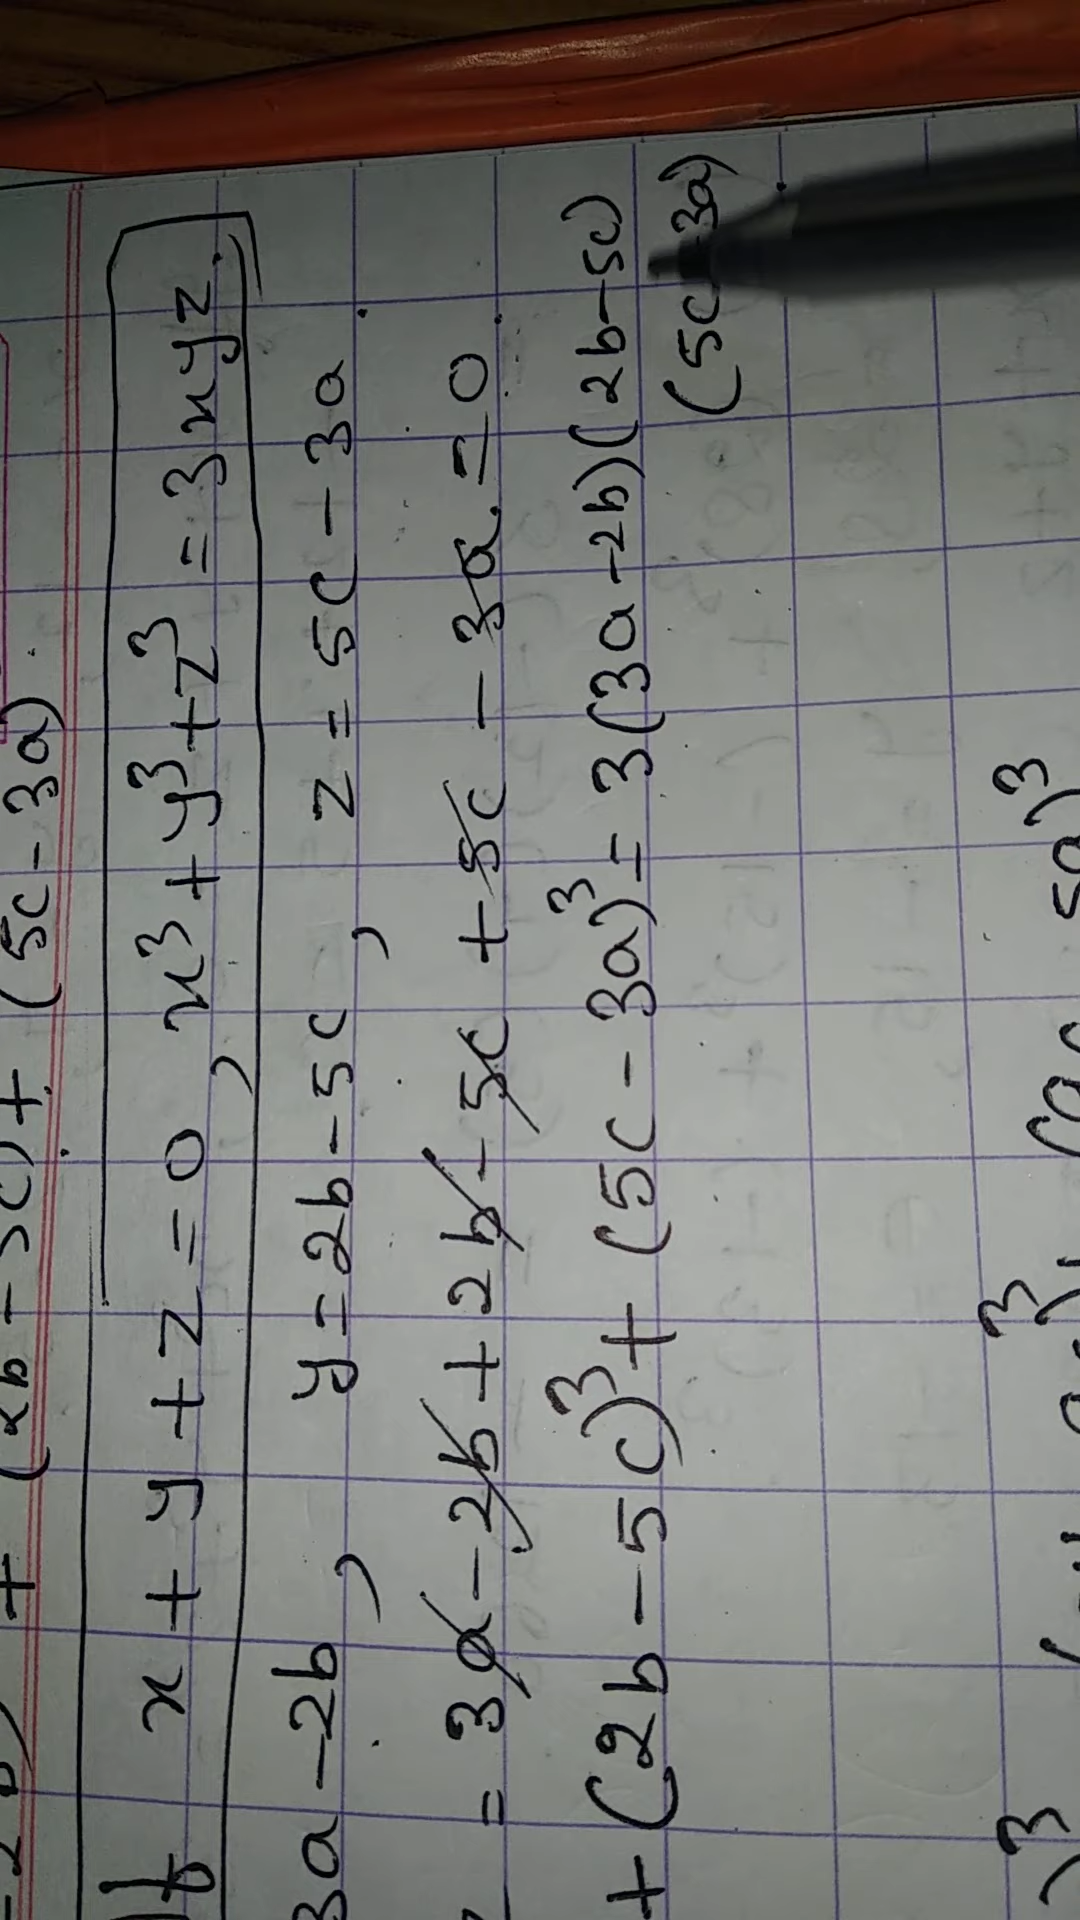 (5c-3a)
If x + y + z = 0, x³ + y³ + z³ = 3xyz.
3a - 2b, y = 2b - 5c, z = 5c - 3a
= 3a - 2b + 2b - 5c + 5c - 3a = 0
+ (2b - 5c)³ + (5c - 3a)³ = 3(3a - 2b)(2b - 5c)
(5c - 3a)